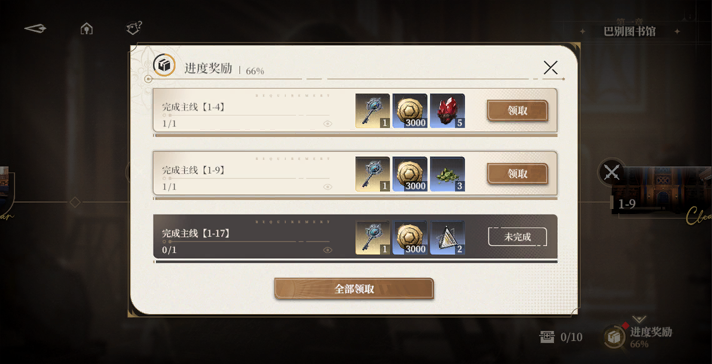 巴别图书馆
进度奖励 | 66%
REQUIREMENT
完成主线【1-4】
1/1
1
3000
5
领取
REQUIREMENT
完成主线【1-9】
1/1
1
3000
3
领取
REQUIREMENT
完成主线【1-17】
0/1
1
3000
2
未完成
全部领取
1-9
0/10
进度奖励
66%